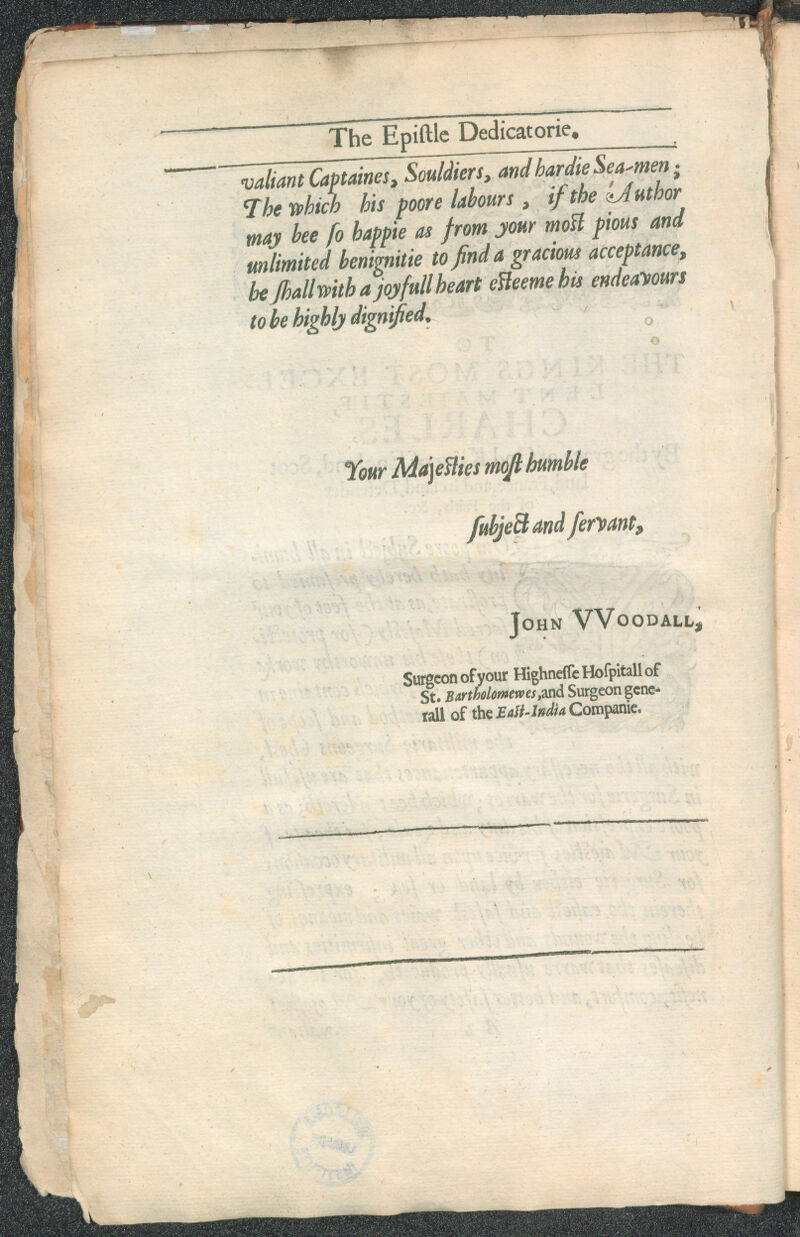 The Epiſtle Dedicatorie.
valiant Captaines, Souldiers, and hardie Sea-men;
The which his poore labours, if the Author
may bee ſo happie as from your moſt pious and
unlimited benignitie to find a gracious acceptance,
he ſhall with a joyfull heart eſteeme his endeavours
to be highly dignified.
Your Majeſties moſt humble
ſubject and ſervant,
JOHN VVOODALL,
Surgeon of your Highneſſe Hoſpitall of
St. Bartholomewes, and Surgeon gene-
rall of the Eaſt-India Companie.